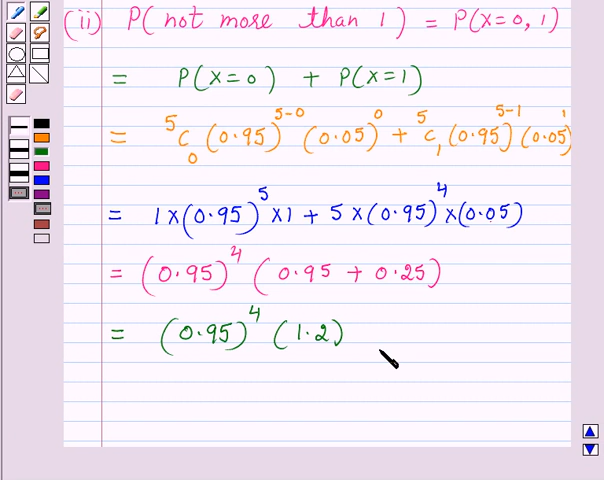 (ii) P( not more than 1 ) = P(X=0, 1)
= P(X=0) + P(X=1)
= ⁵C₀ (0.95)⁵⁻⁰ (0.05)⁰ + ⁵C₁ (0.95)⁵⁻¹ (0.05)¹
= 1×(0.95)⁵ ×1 + 5×(0.95)⁴ ×(0.05)
= (0.95)⁴ (0.95 + 0.25)
= (0.95)⁴ (1.2)